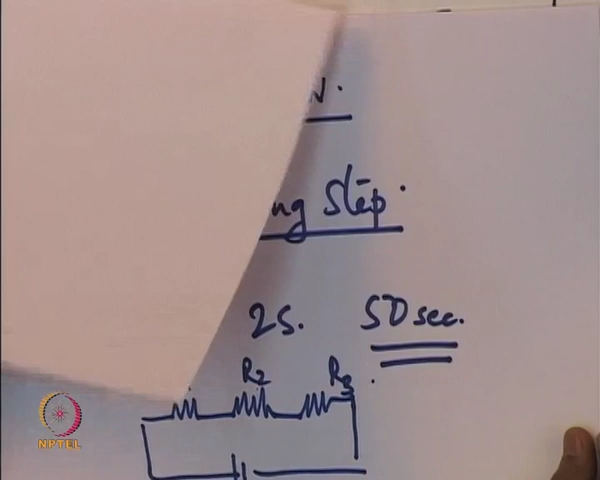 N.
ng Step.
2S. 50 sec.
R2 R3
NPTEL